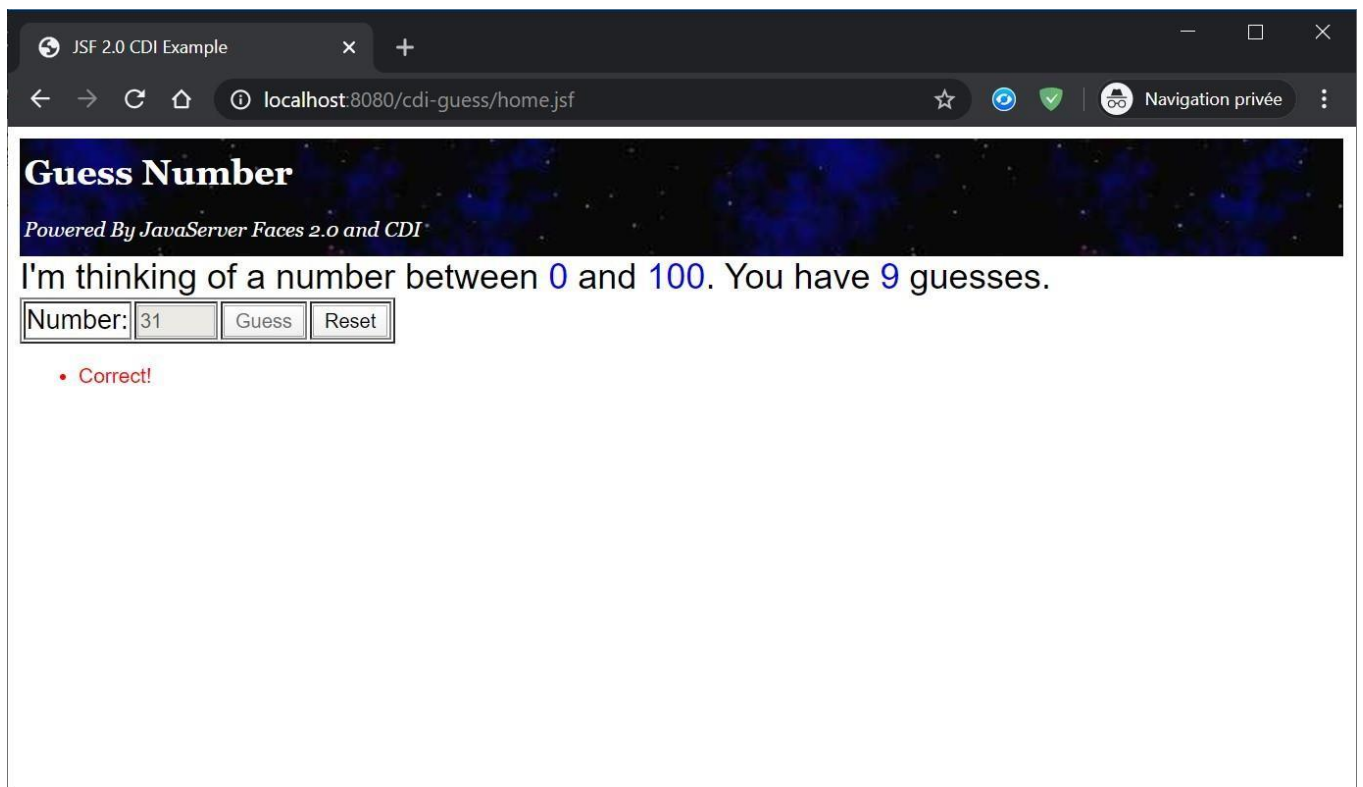 JSF 2.0 CDI Example
localhost:8080/cdi-guess/home.jsf
Navigation privée
Guess Number
Powered By JavaServer Faces 2.0 and CDI
I'm thinking of a number between 0 and 100. You have 9 guesses.
Number: 31 Guess Reset
• Correct!